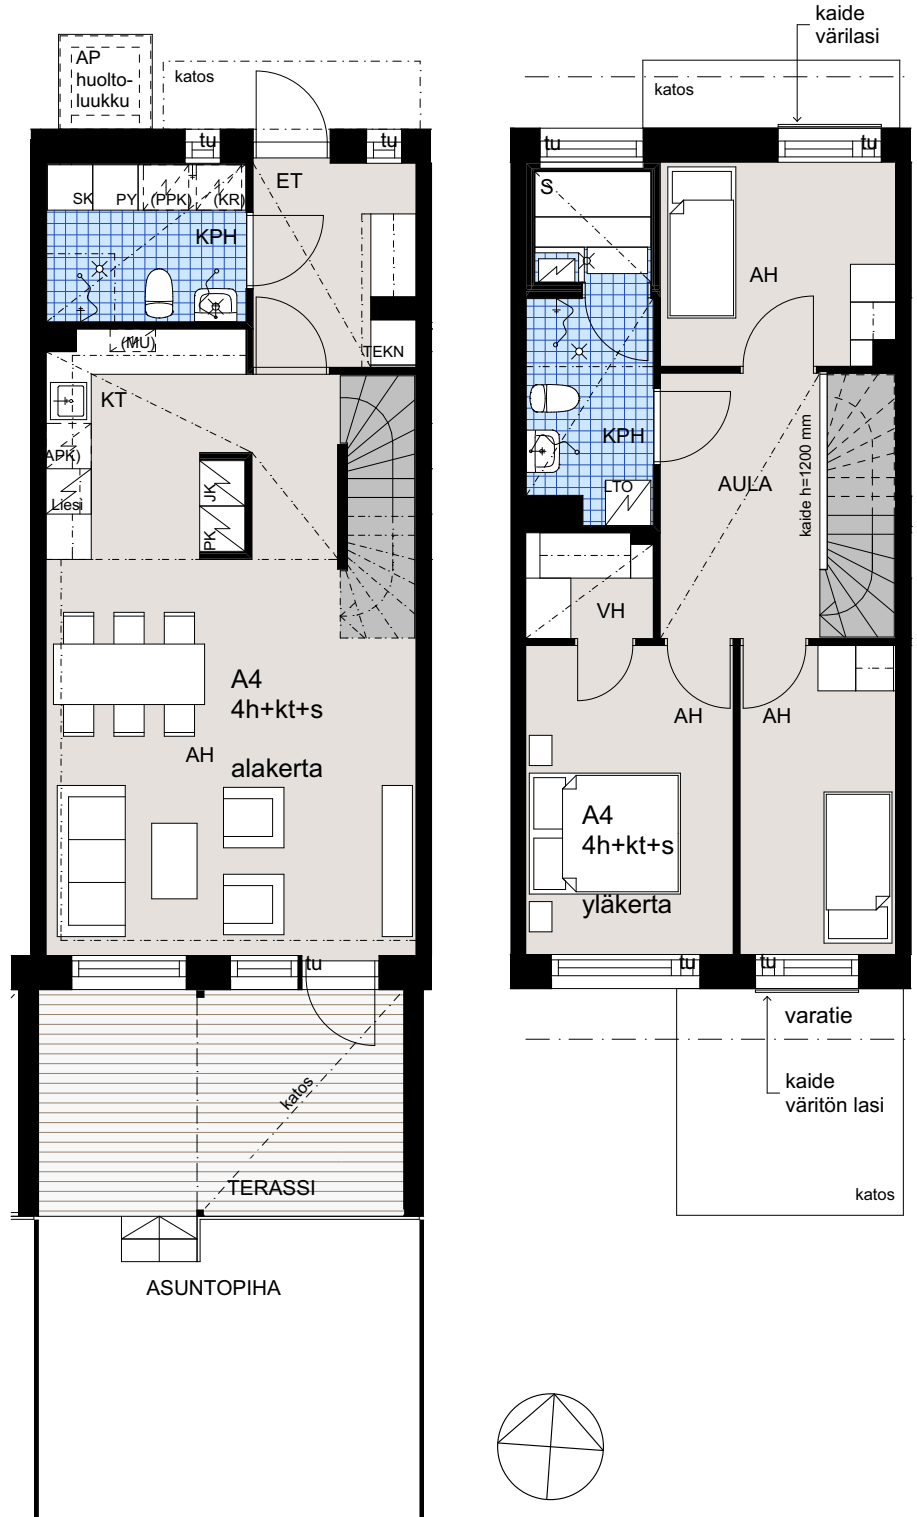 kaide
värilasi
AP
huolto-
luukku
katos
katos
tu
tu
tu
tu
SK
PY
(PPK)
(KR)
ET
KPH
S
AH
(MU)
TEKN
KT
APK)
Liesi
JK
PK
KPH
LTO
AULA
kaide h=1200 mm
VH
A4
4h+kt+s
AH
alakerta
AH
AH
A4
4h+kt+s
yläkerta
tu
tu
tu
varatie
kaide
väritön lasi
katos
katos
TERASSI
ASUNTOPIHA